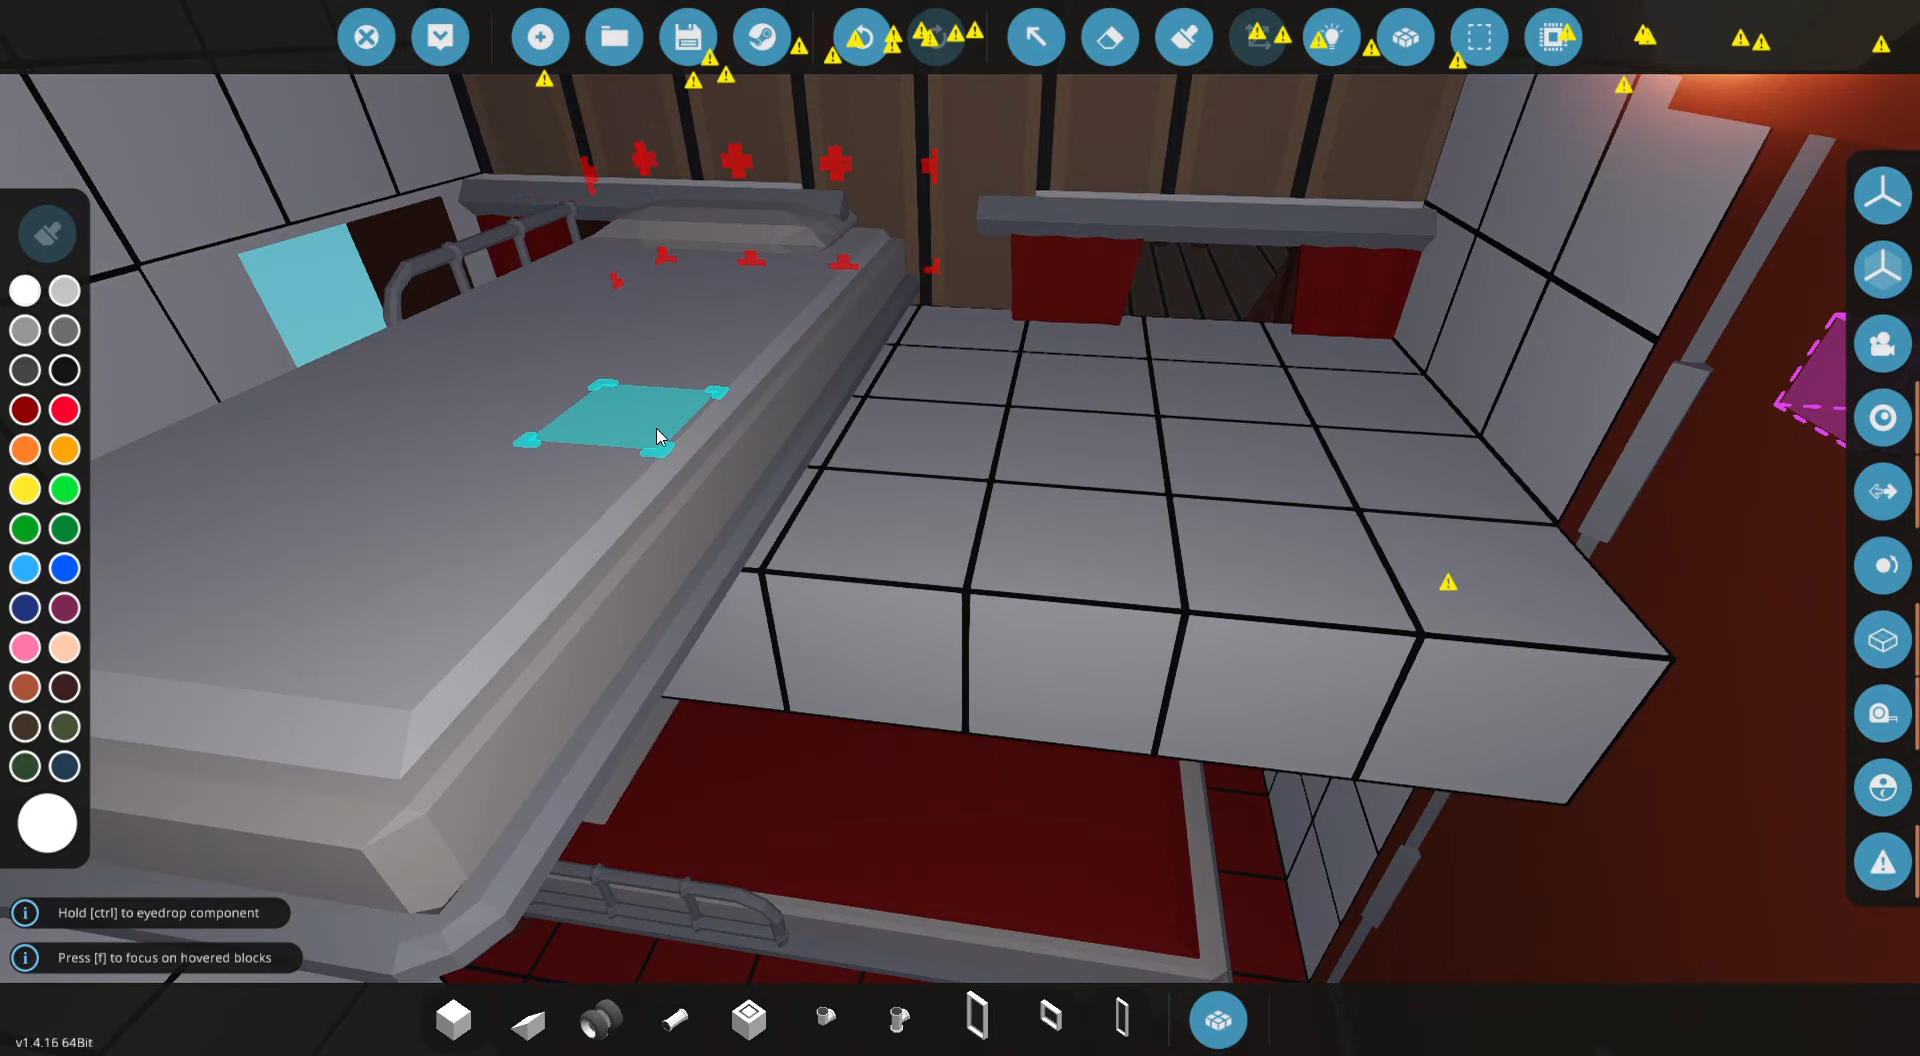 Hold [ctrl] to eyedrop component
Press [f] to focus on hovered blocks
v1.4.16 64Bit